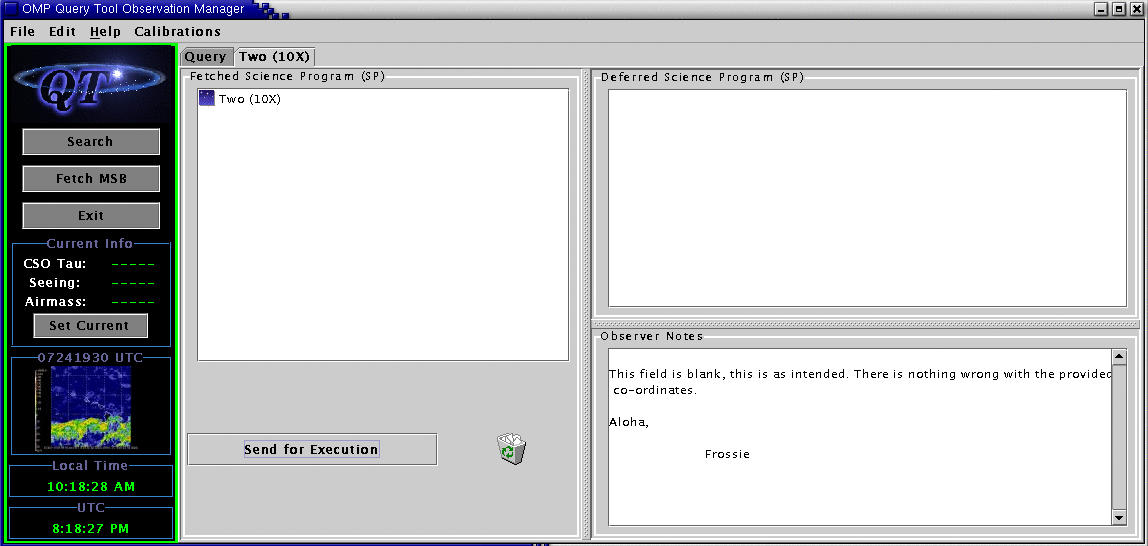 OMP Query Tool Observation Manager
File Edit Help Calibrations
QT
Search
Fetch MSB
Exit
Current Info
CSO Tau: -----
Seeing: -----
Airmass: -----
Set Current
07241930 UTC
Local Time
10:18:28 AM
UTC
8:18:27 PM
Query Two (10X)
Fetched Science Program (SP)
Two (10X)
Send for Execution
Deferred Science Program (SP)
Observer Notes
This field is blank, this is as intended. There is nothing wrong with the provided
co-ordinates.
Aloha,
Frossie